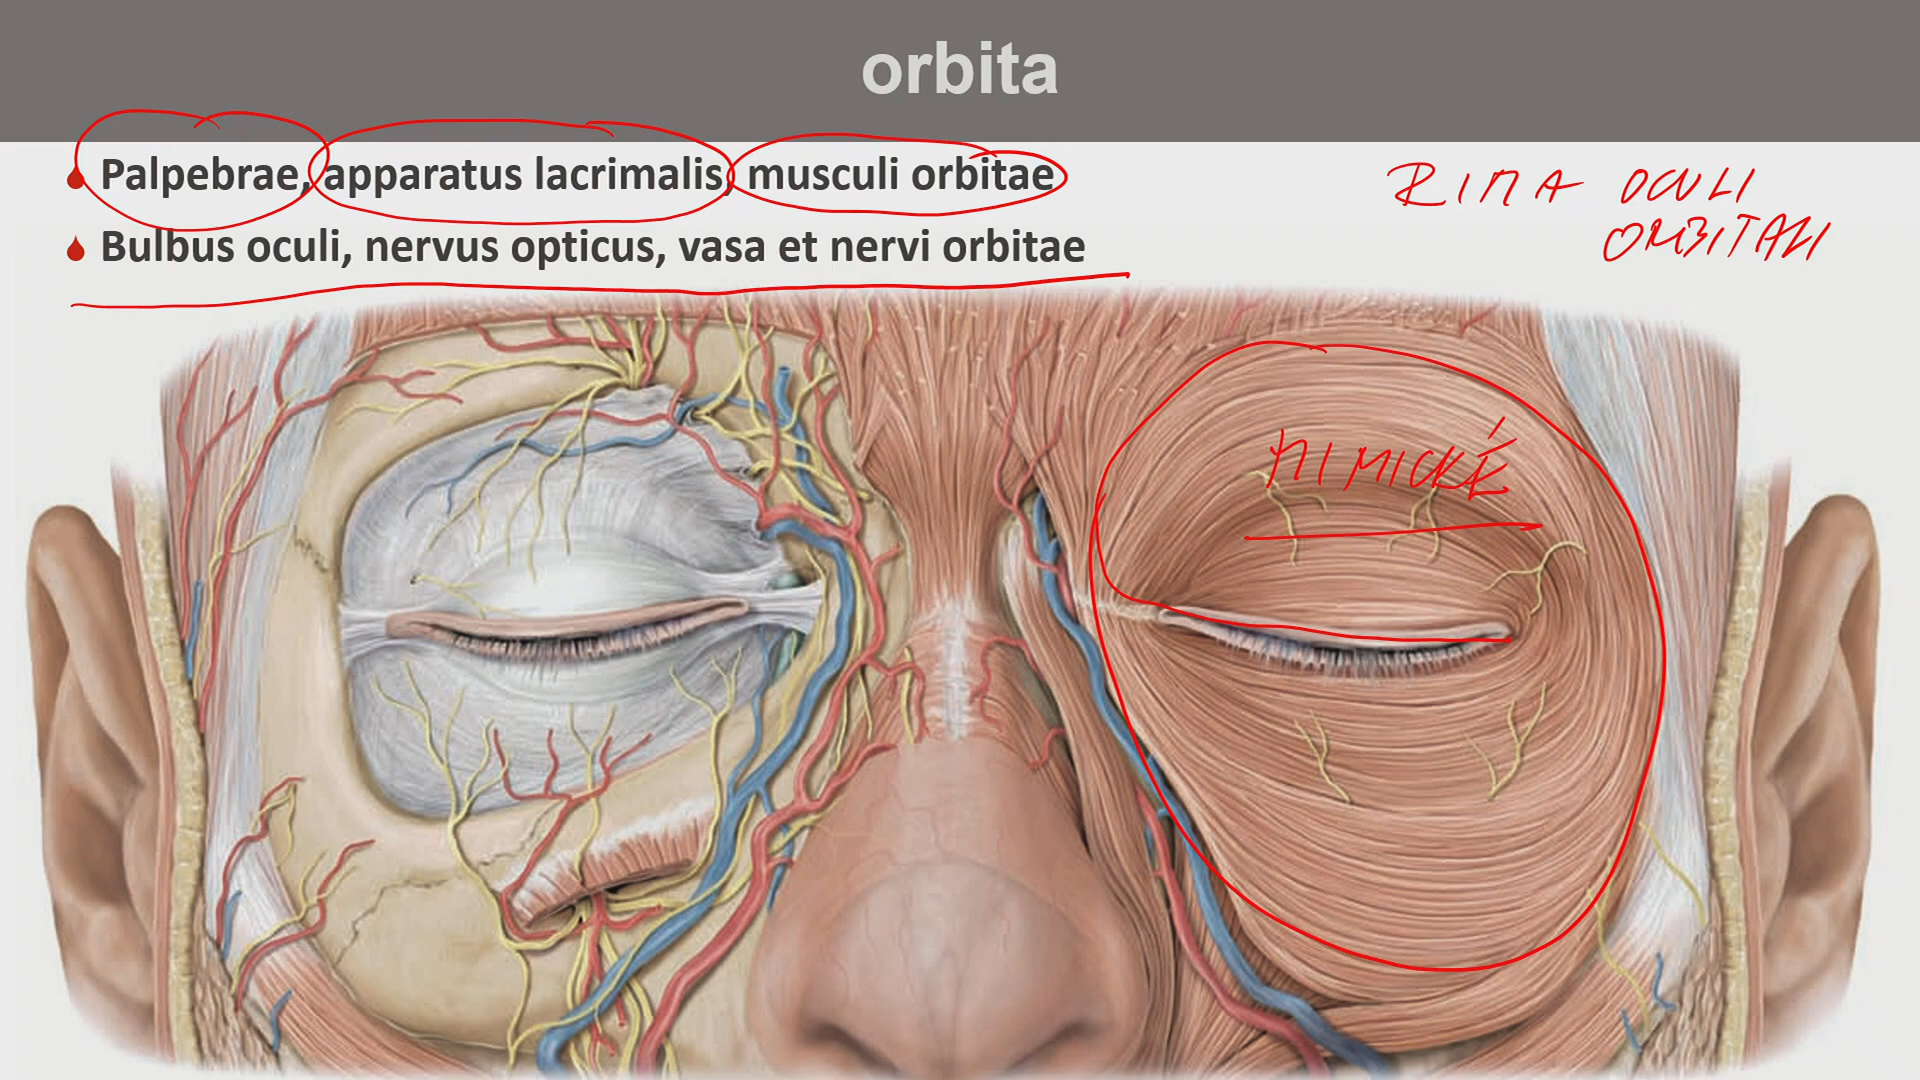 orbita
Palpebrae, apparatus lacrimalis, musculi orbitae
Bulbus oculi, nervus opticus, vasa et nervi orbitae
RIMA OCULI
ORBITALI
MIMICKÉ